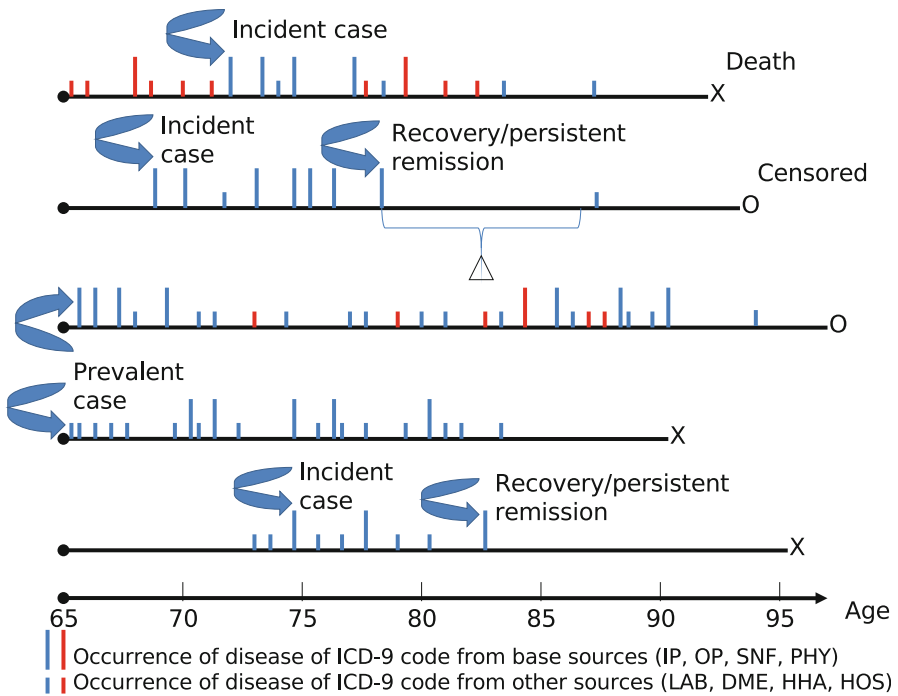 Incident case
Death
X
Incident
case
Recovery/persistent
remission
Censored
O
O
Prevalent
case
X
Incident
case
Recovery/persistent
remission
X
65 70 75 80 85 90 95 Age
Occurrence of disease of ICD-9 code from base sources (IP, OP, SNF, PHY)
Occurrence of disease of ICD-9 code from other sources (LAB, DME, HHA, HOS)